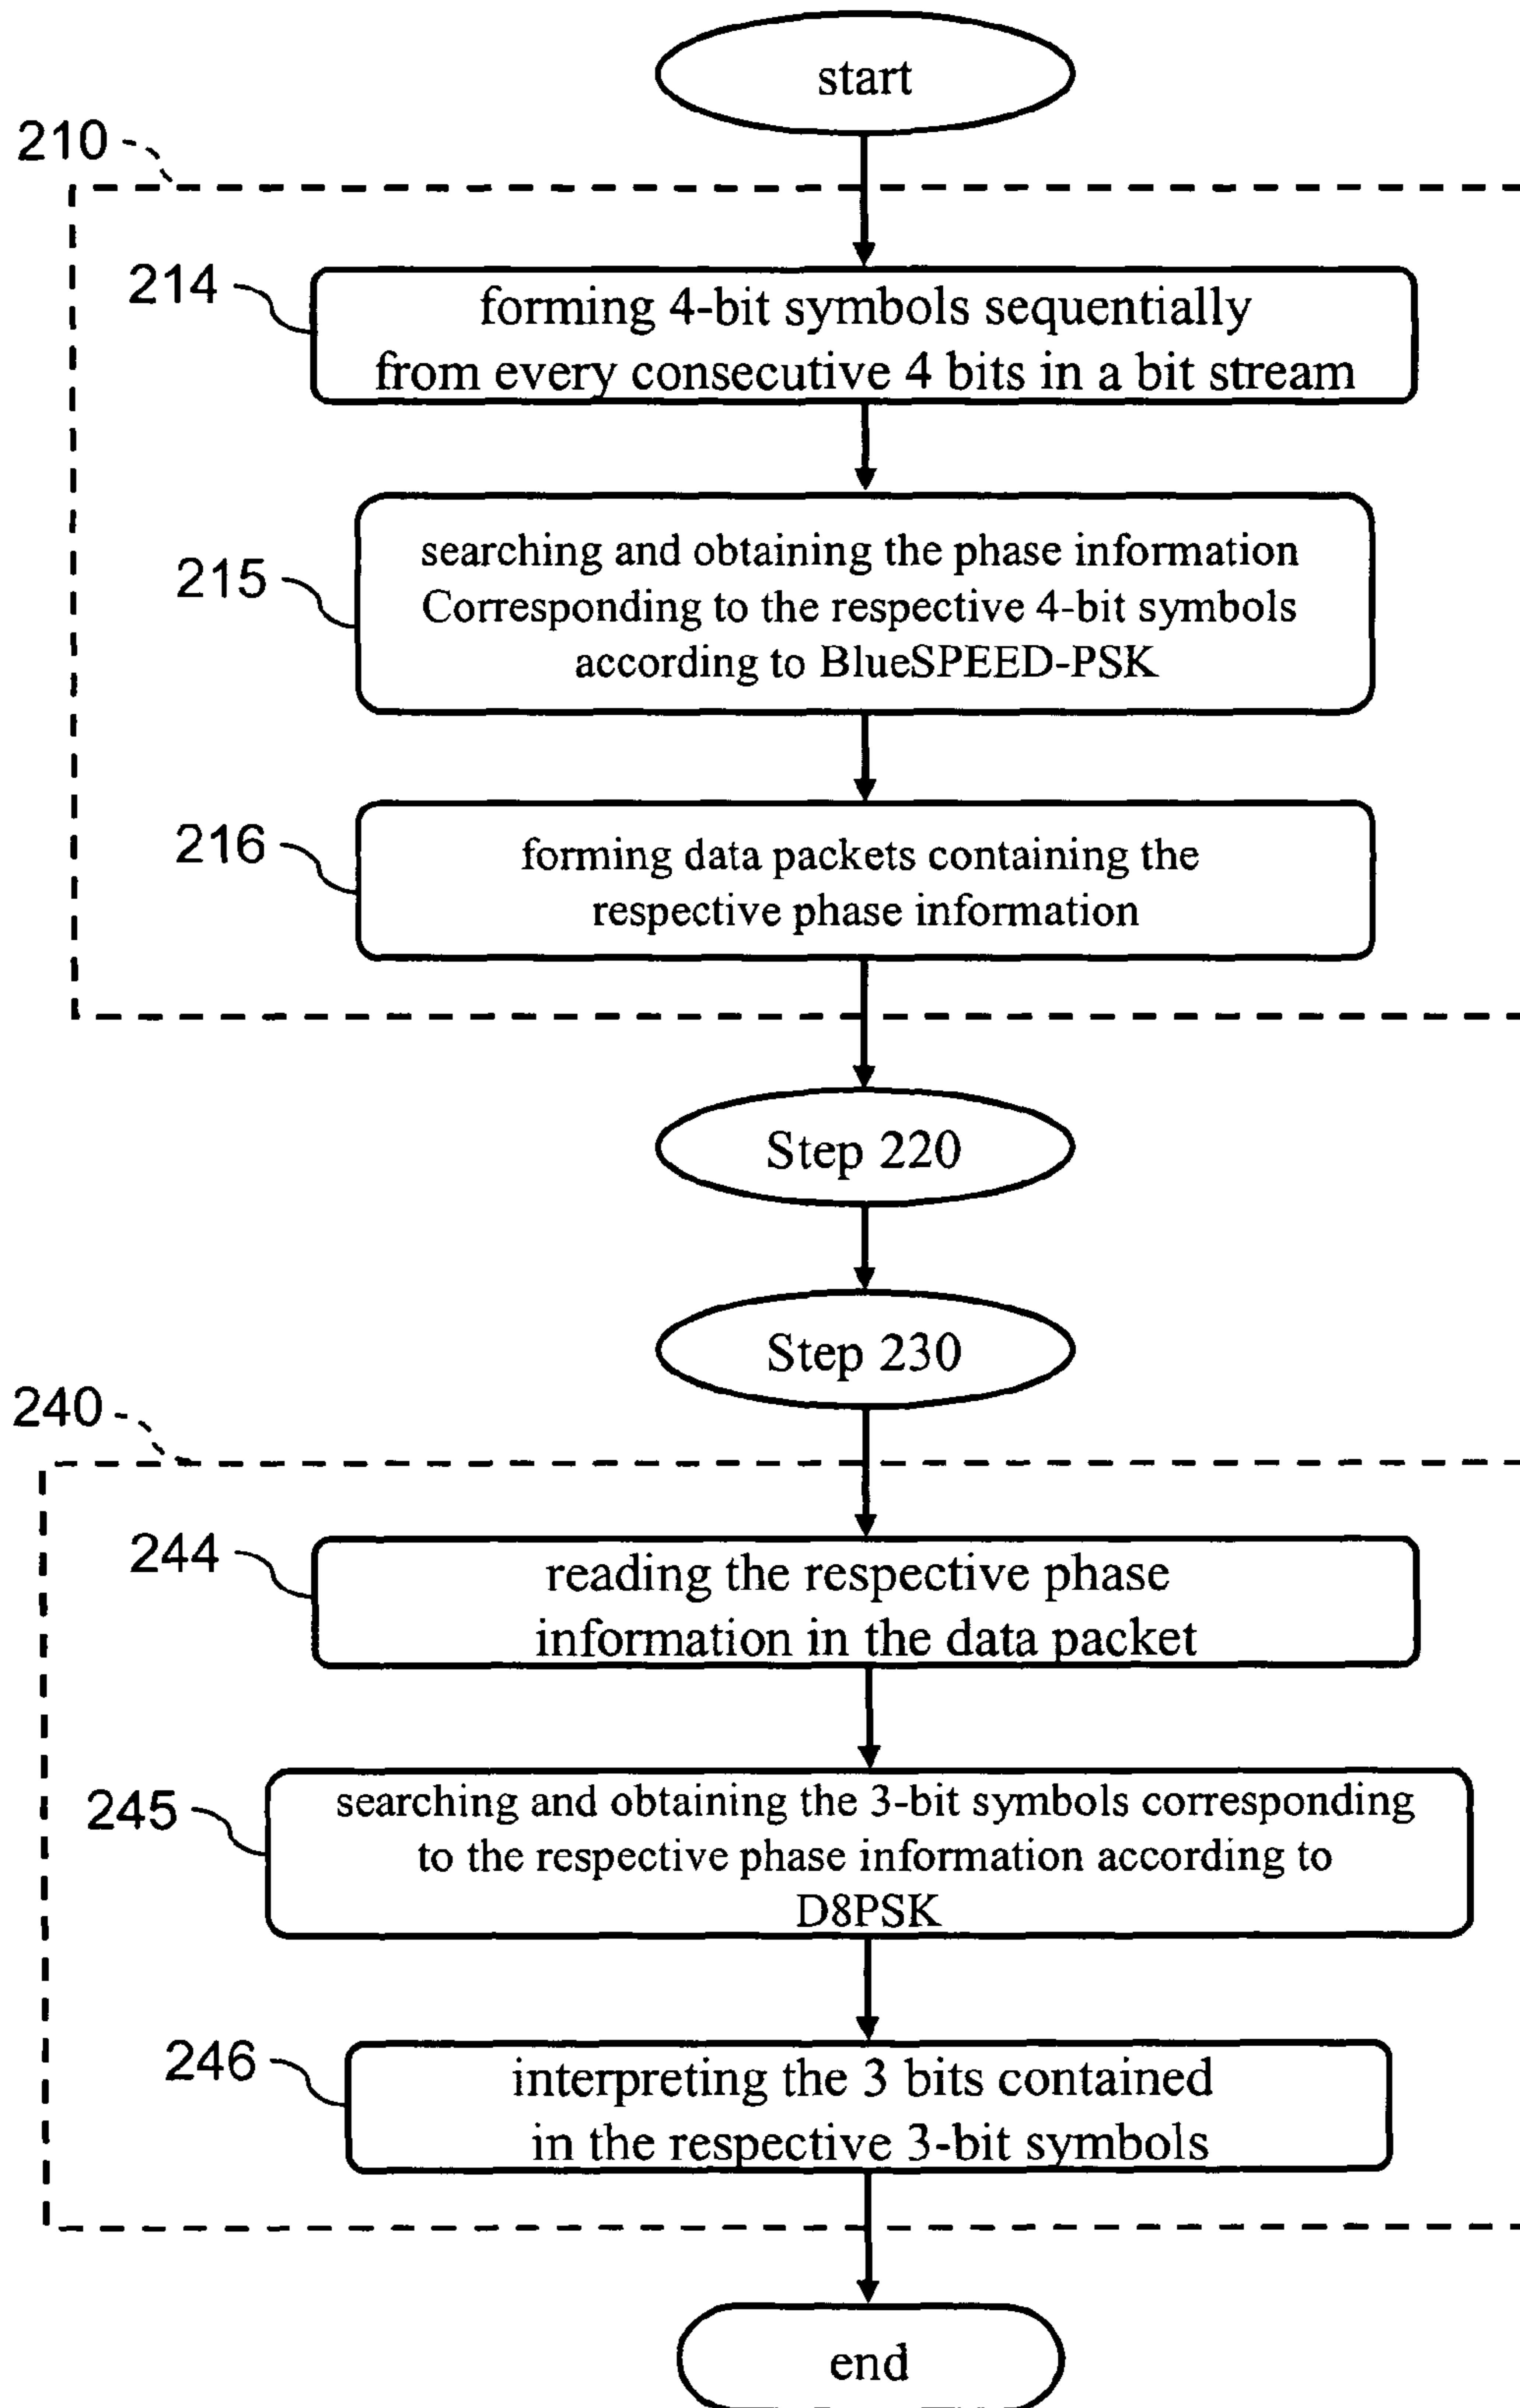 start
210
214
forming 4-bit symbols sequentially
from every consecutive 4 bits in a bit stream
215
searching and obtaining the phase information
Corresponding to the respective 4-bit symbols
according to BlueSPEED-PSK
216
forming data packets containing the
respective phase information
Step 220
Step 230
240
244
reading the respective phase
information in the data packet
245
searching and obtaining the 3-bit symbols corresponding
to the respective phase information according to
D8PSK
246
interpreting the 3 bits contained
in the respective 3-bit symbols
end